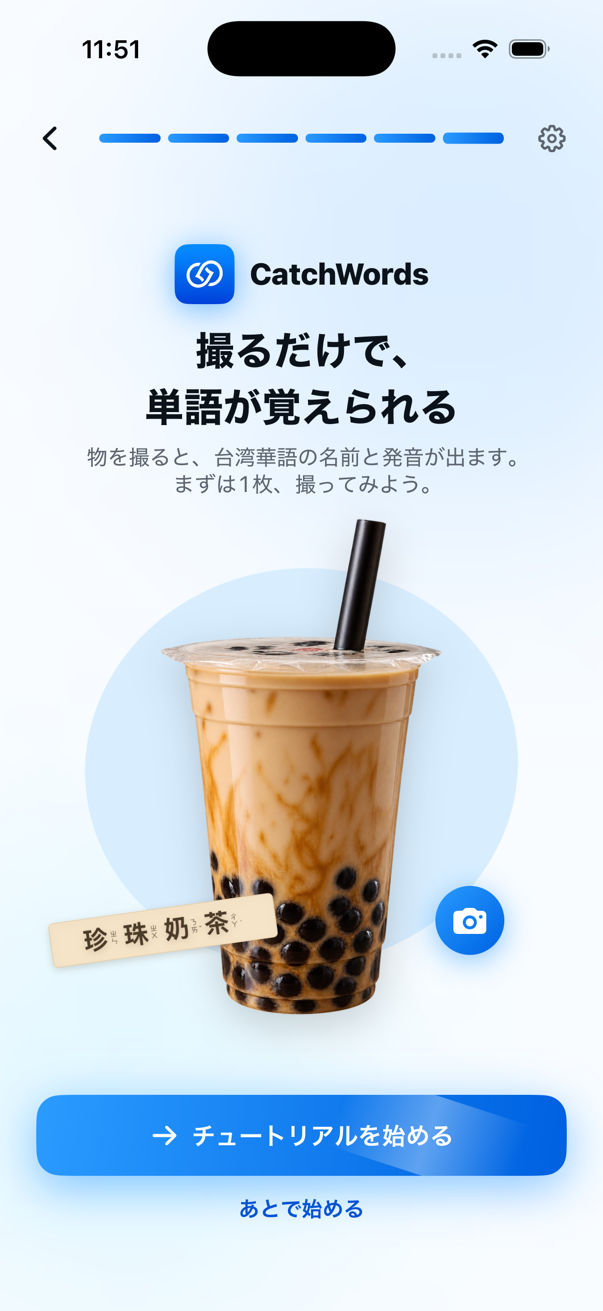 11:51
CatchWords
撮るだけで、
単語が覚えられる
物を撮ると、台湾華語の名前と発音が出ます。
まずは1枚、撮ってみよう。
珍珠奶茶
チュートリアルを始める
あとで始める